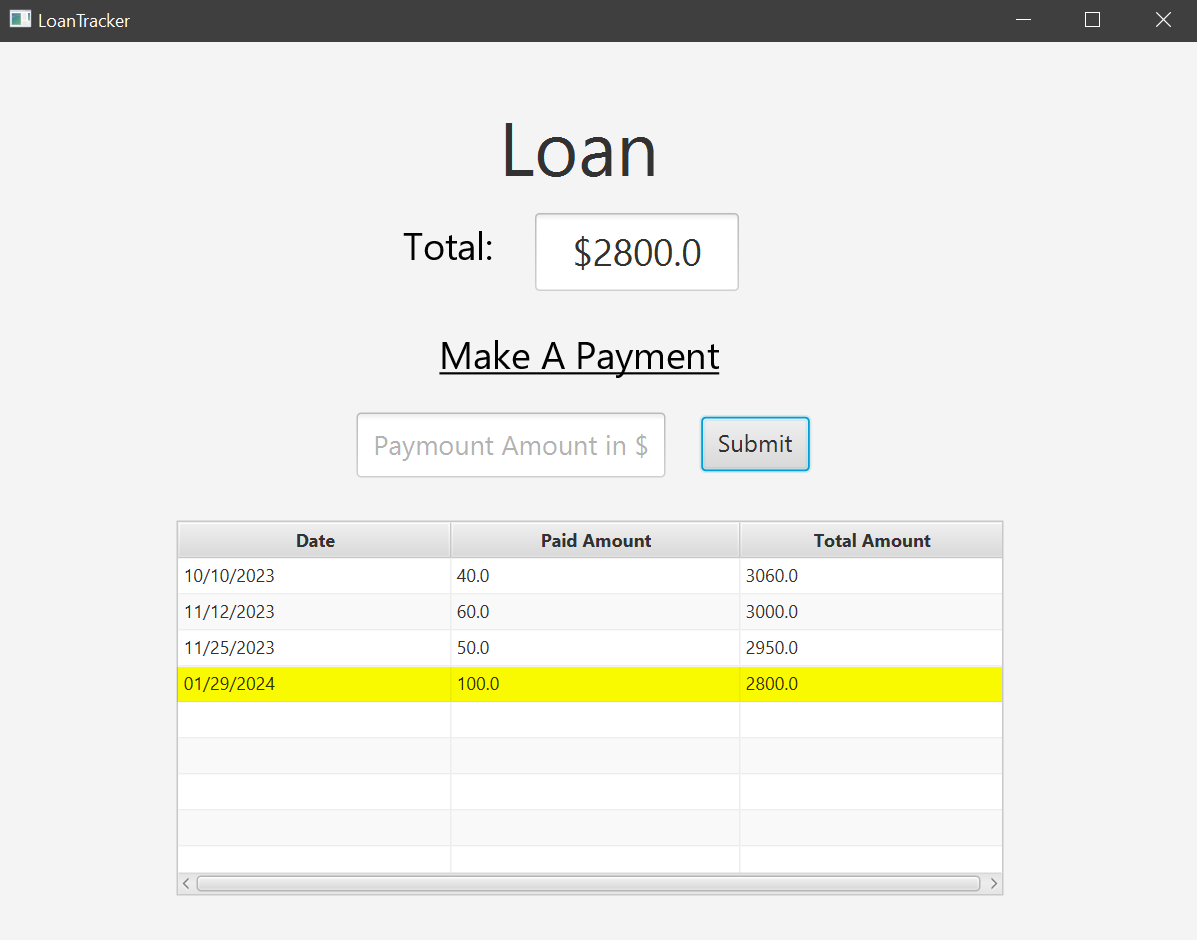 LoanTracker
Loan
Total: $2800.0
Make A Payment
Paymount Amount in $ Submit
Date Paid Amount Total Amount
10/10/2023 40.0 3060.0
11/12/2023 60.0 3000.0
11/25/2023 50.0 2950.0
01/29/2024 100.0 2800.0